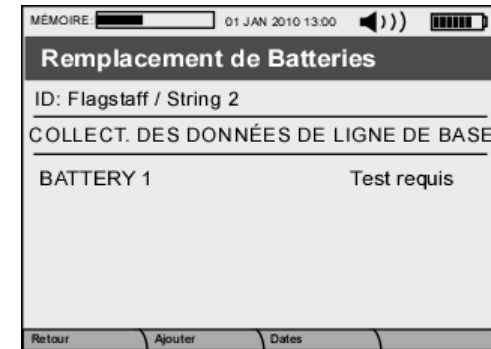 MÉMOIRE: 01 JAN 2010 13:00
Remplacement de Batteries
ID: Flagstaff / String 2
COLLECT. DES DONNÉES DE LIGNE DE BASE
BATTERY 1 Test requis
Retour Ajouter Dates